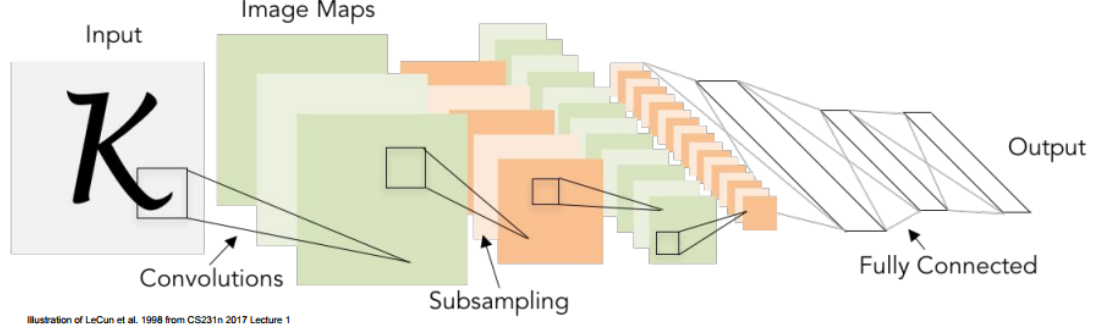 Image Maps
Input
K
Output
Convolutions
Subsampling
Fully Connected
Illustration of LeCun et al. 1998 from CS231n 2017 Lecture 1